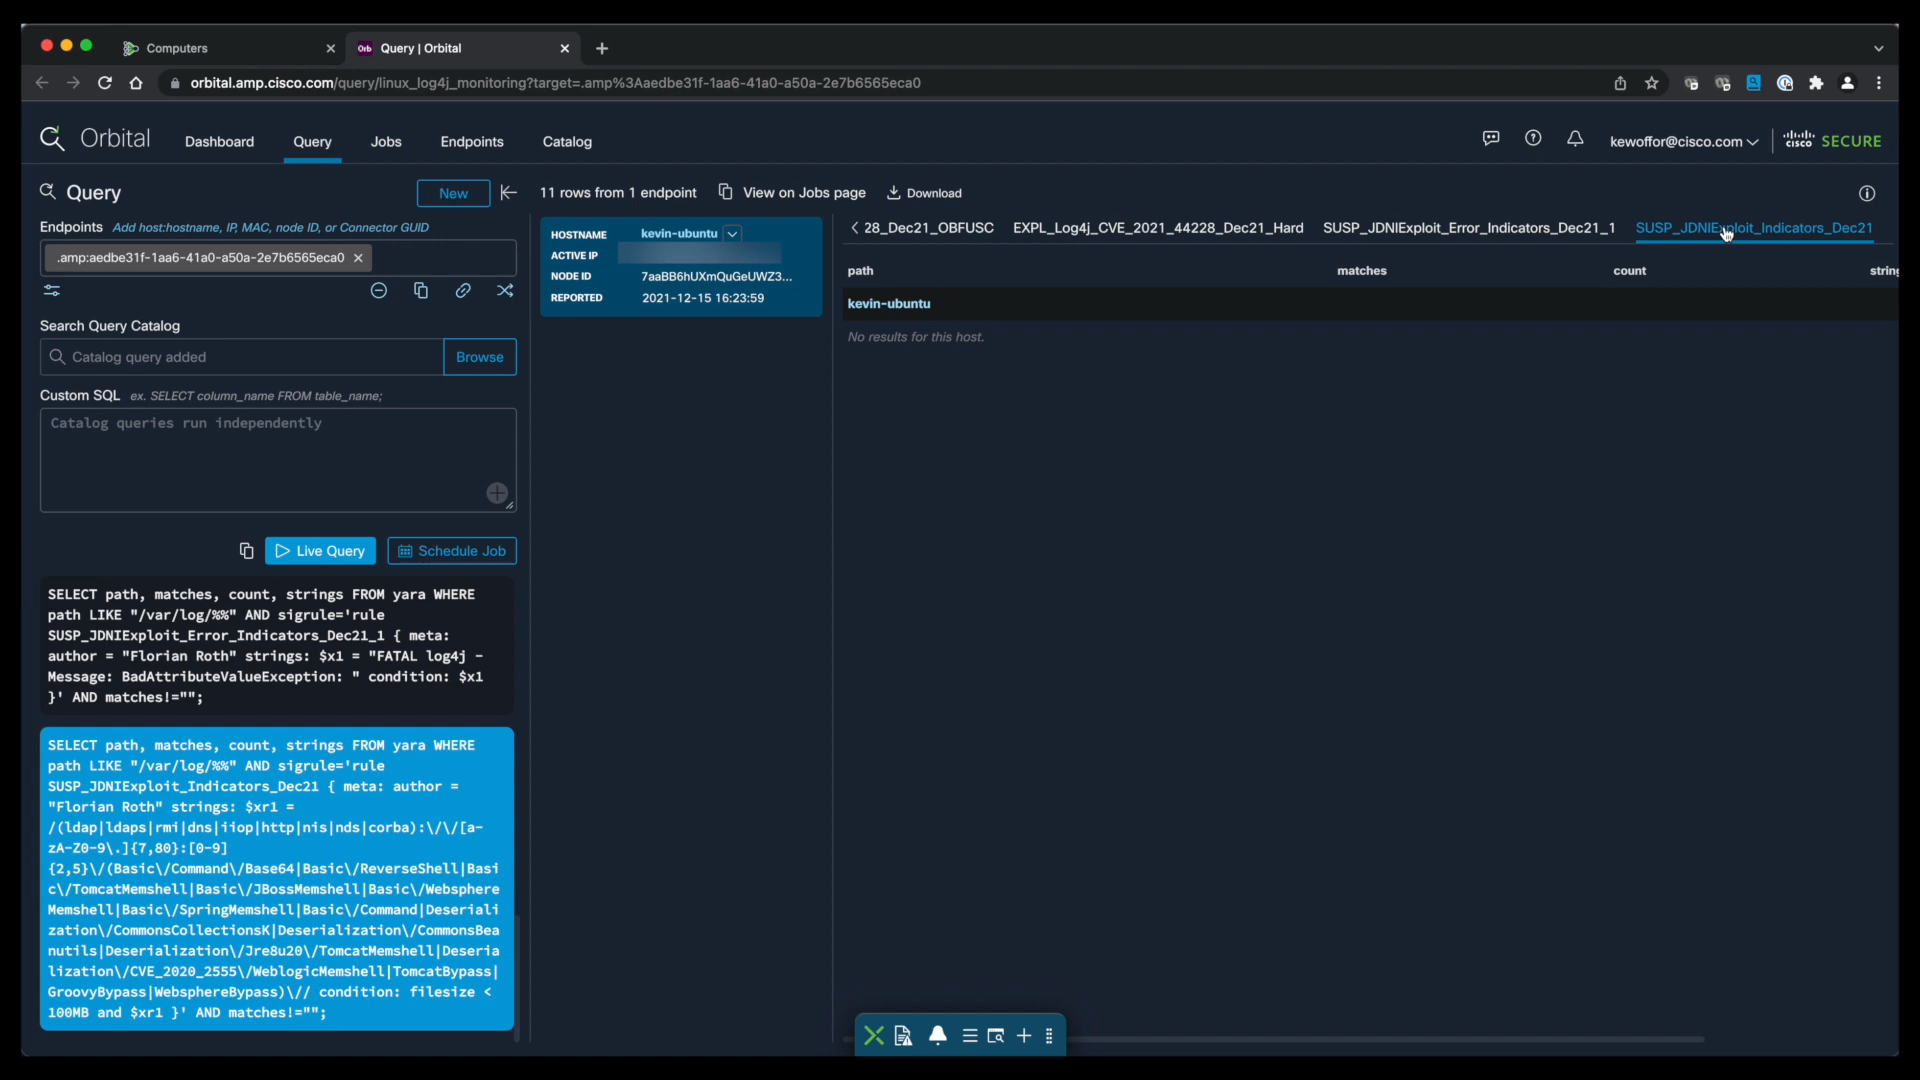 Computers
Orb Query | Orbital
orbital.amp.cisco.com/query/linux_log4j_monitoring?target=.amp%3Aaedbe31f-1aa6-41a0-a50a-2e7b6565eca0
Orbital
Dashboard Query Jobs Endpoints Catalog
kewoffor@cisco.com
cisco SECURE
Query
New
11 rows from 1 endpoint View on Jobs page Download
Endpoints Add host:hostname, IP, MAC, node ID, or Connector GUID
.amp:aedbe31f-1aa6-41a0-a50a-2e7b6565eca0
Search Query Catalog
Catalog query added
Browse
Custom SQL ex. SELECT column_name FROM table_name;
Catalog queries run independently
Live Query
Schedule Job
SELECT path, matches, count, strings FROM yara WHERE
path LIKE "/var/log/%%" AND sigrule='rule
SUSP_JDNIExploit_Error_Indicators_Dec21_1 { meta:
author = "Florian Roth" strings: $x1 = "FATAL log4j -
Message: BadAttributeValueException: " condition: $x1
}' AND matches!="";
SELECT path, matches, count, strings FROM yara WHERE
path LIKE "/var/log/%%" AND sigrule='rule
SUSP_JDNIExploit_Indicators_Dec21 { meta: author =
"Florian Roth" strings: $xr1 =
/(ldap|ldaps|rmi|dns|iiop|http|nis|nds|corba):\/\/[a-
zA-Z0-9\.]{7,80}:[0-9]
{2,5}\/(Basic\/Command\/Base64|Basic\/ReverseShell|Basi
c\/TomcatMemshell|Basic\/JBossMemshell|Basic\/Websphere
Memshell|Basic\/SpringMemshell|Basic\/Command|Deseriali
zation\/CommonsCollectionsK|Deserialization\/CommonsBea
nutils|Deserialization\/Jre8u20\/TomcatMemshell|Deseria
lization\/CVE_2020_2555\/WeblogicMemshell|TomcatBypass|
GroovyBypass|WebsphereBypass)\// condition: filesize <
100MB and $xr1 }' AND matches!="";
HOSTNAME kevin-ubuntu
ACTIVE IP
NODE ID 7aaBB6hUXmQuGeUWZ3...
REPORTED 2021-12-15 16:23:59
28_Dec21_OBFUSC EXPL_Log4j_CVE_2021_44228_Dec21_Hard SUSP_JDNIExploit_Error_Indicators_Dec21_1 SUSP_JDNIExploit_Indicators_Dec21
path matches count string
kevin-ubuntu
No results for this host.